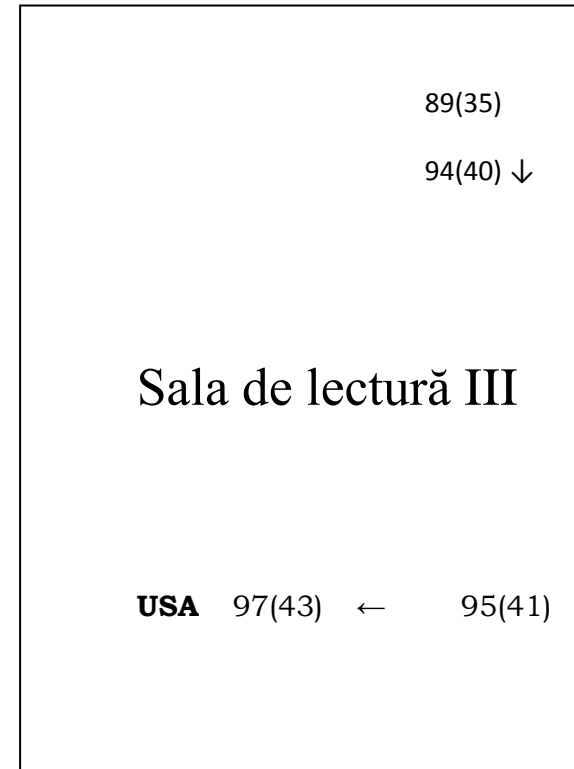 89(35)
94(40) ↓
Sala de lectură III
USA 97(43) ← 95(41)